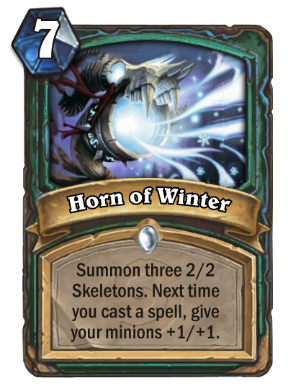 7
Horn of Winter
Summon three 2/2
Skeletons. Next time
you cast a spell, give
your minions +1/+1.